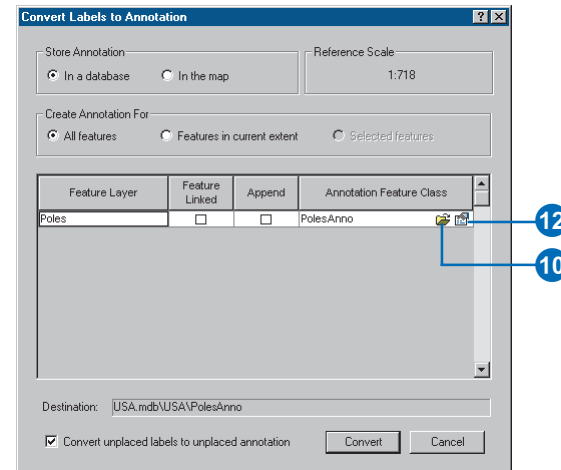 Convert Labels to Annotation
Store Annotation
In a database
In the map
Reference Scale
1:718
Create Annotation For
All features
Features in current extent
Selected features
Feature Layer
Feature Linked
Append
Annotation Feature Class
Poles
PolesAnno
12
10
Destination: USA.mdb\USA\PolesAnno
Convert unplaced labels to unplaced annotation
Convert
Cancel